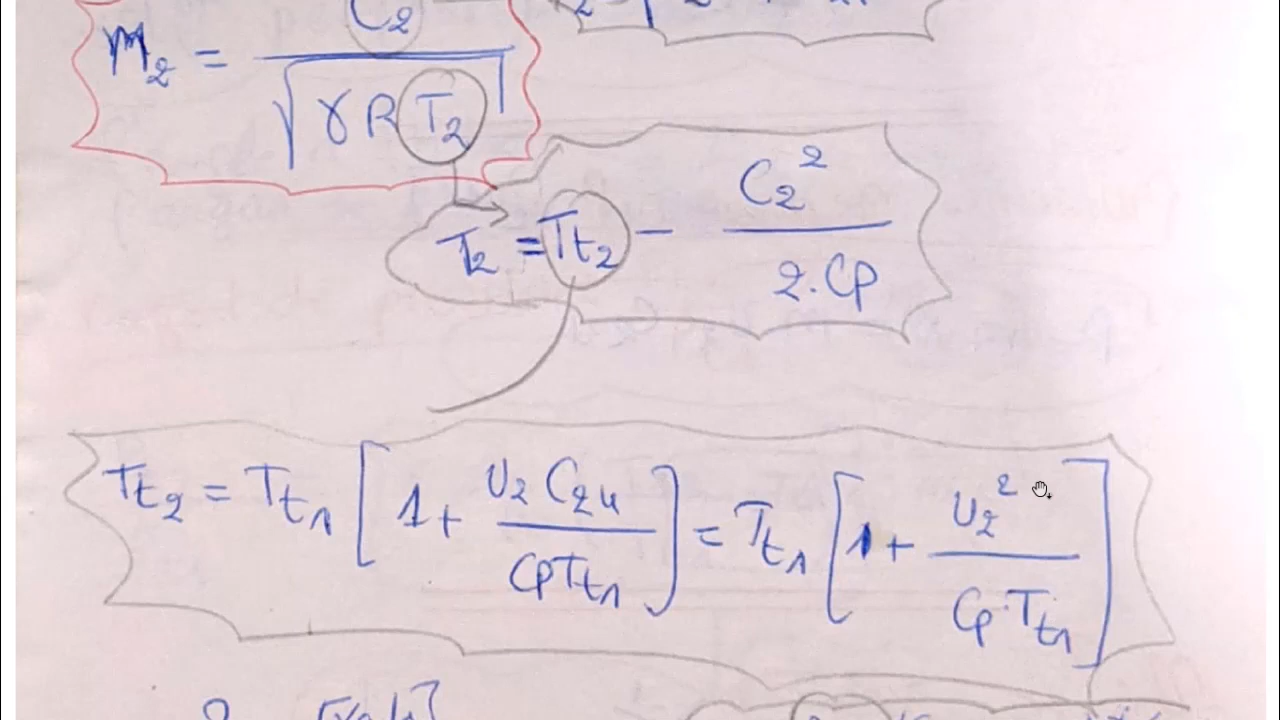 M₂ = C₂ / √(γ R T₂)
T₂ = Tt₂ - C₂² / 2.Cp
Tt₂ = Tt₁ [1 + U₂ C₂u / Cp Tt₁] = Tt₁ [1 + U₂² / Cp.Tt₁]